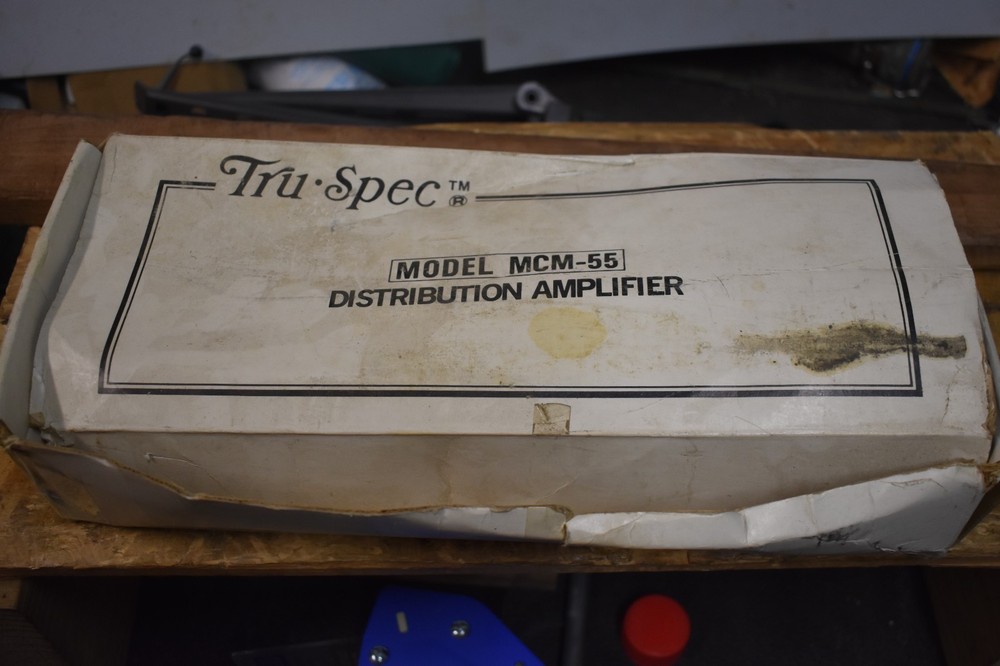 Tru·Spec™®
MODEL MCM-55
DISTRIBUTION AMPLIFIER